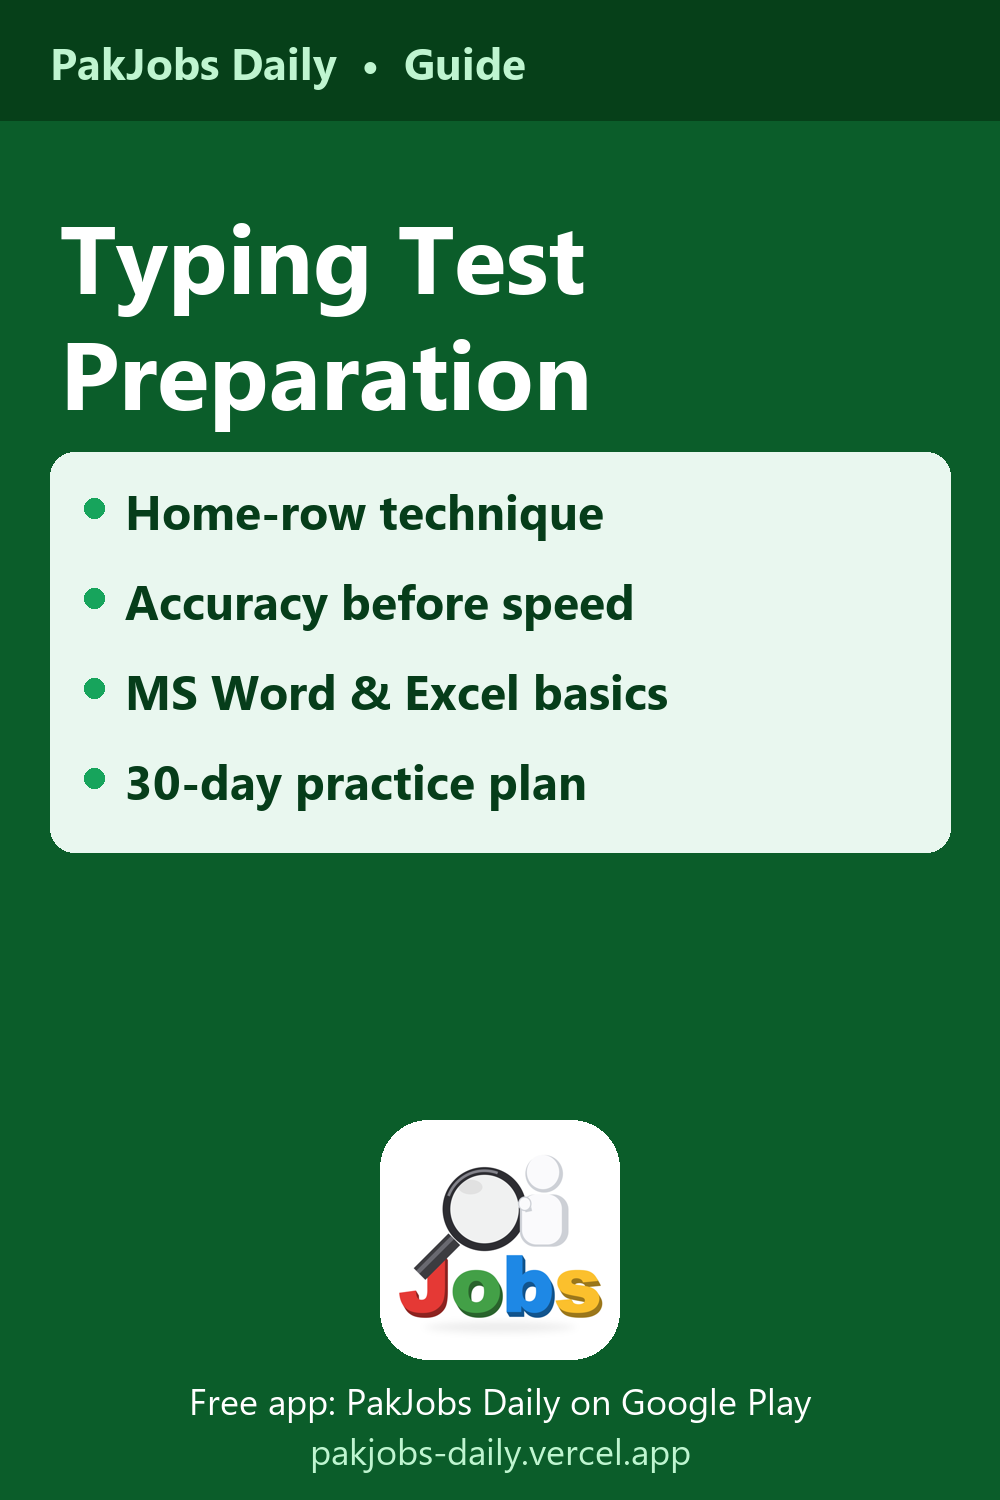 PakJobs Daily • Guide
Typing Test
Preparation
Home-row technique
Accuracy before speed
MS Word & Excel basics
30-day practice plan
Jobs
Free app: PakJobs Daily on Google Play
pakjobs-daily.vercel.app